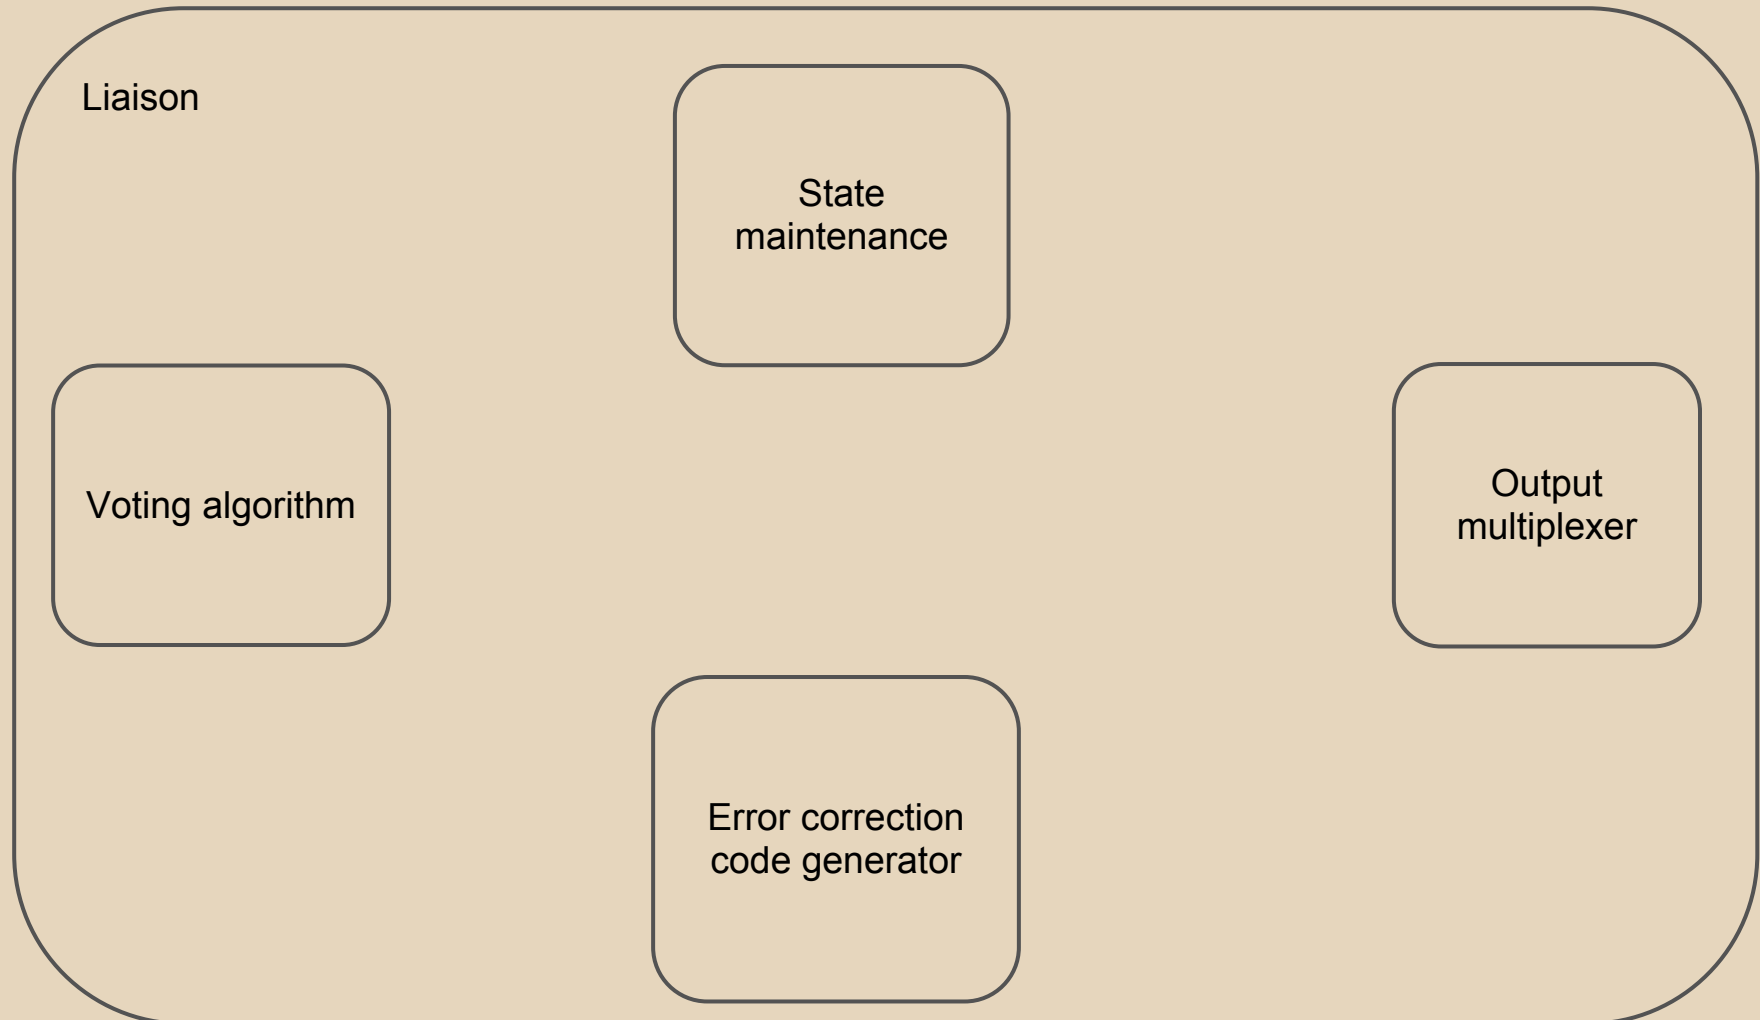 Liaison
State
maintenance
Voting algorithm
Output
multiplexer
Error correction
code generator